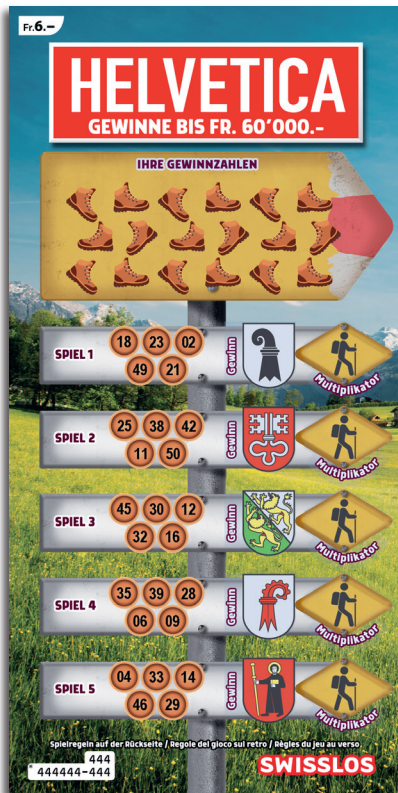 Fr.6.–
HELVETICA
GEWINNE BIS FR. 60'000.-
IHRE GEWINNZAHLEN
SPIEL 1
18 23 02
49 21
Gewinn
Multiplikator
SPIEL 2
25 38 42
11 50
Gewinn
Multiplikator
SPIEL 3
45 30 12
32 16
Gewinn
Multiplikator
SPIEL 4
35 39 28
06 09
Gewinn
Multiplikator
SPIEL 5
04 33 14
46 29
Gewinn
Multiplikator
Spielregeln auf der Rückseite / Regole del gioco sul retro / Règles du jeu au verso
444
444444-444
SWISSLOS